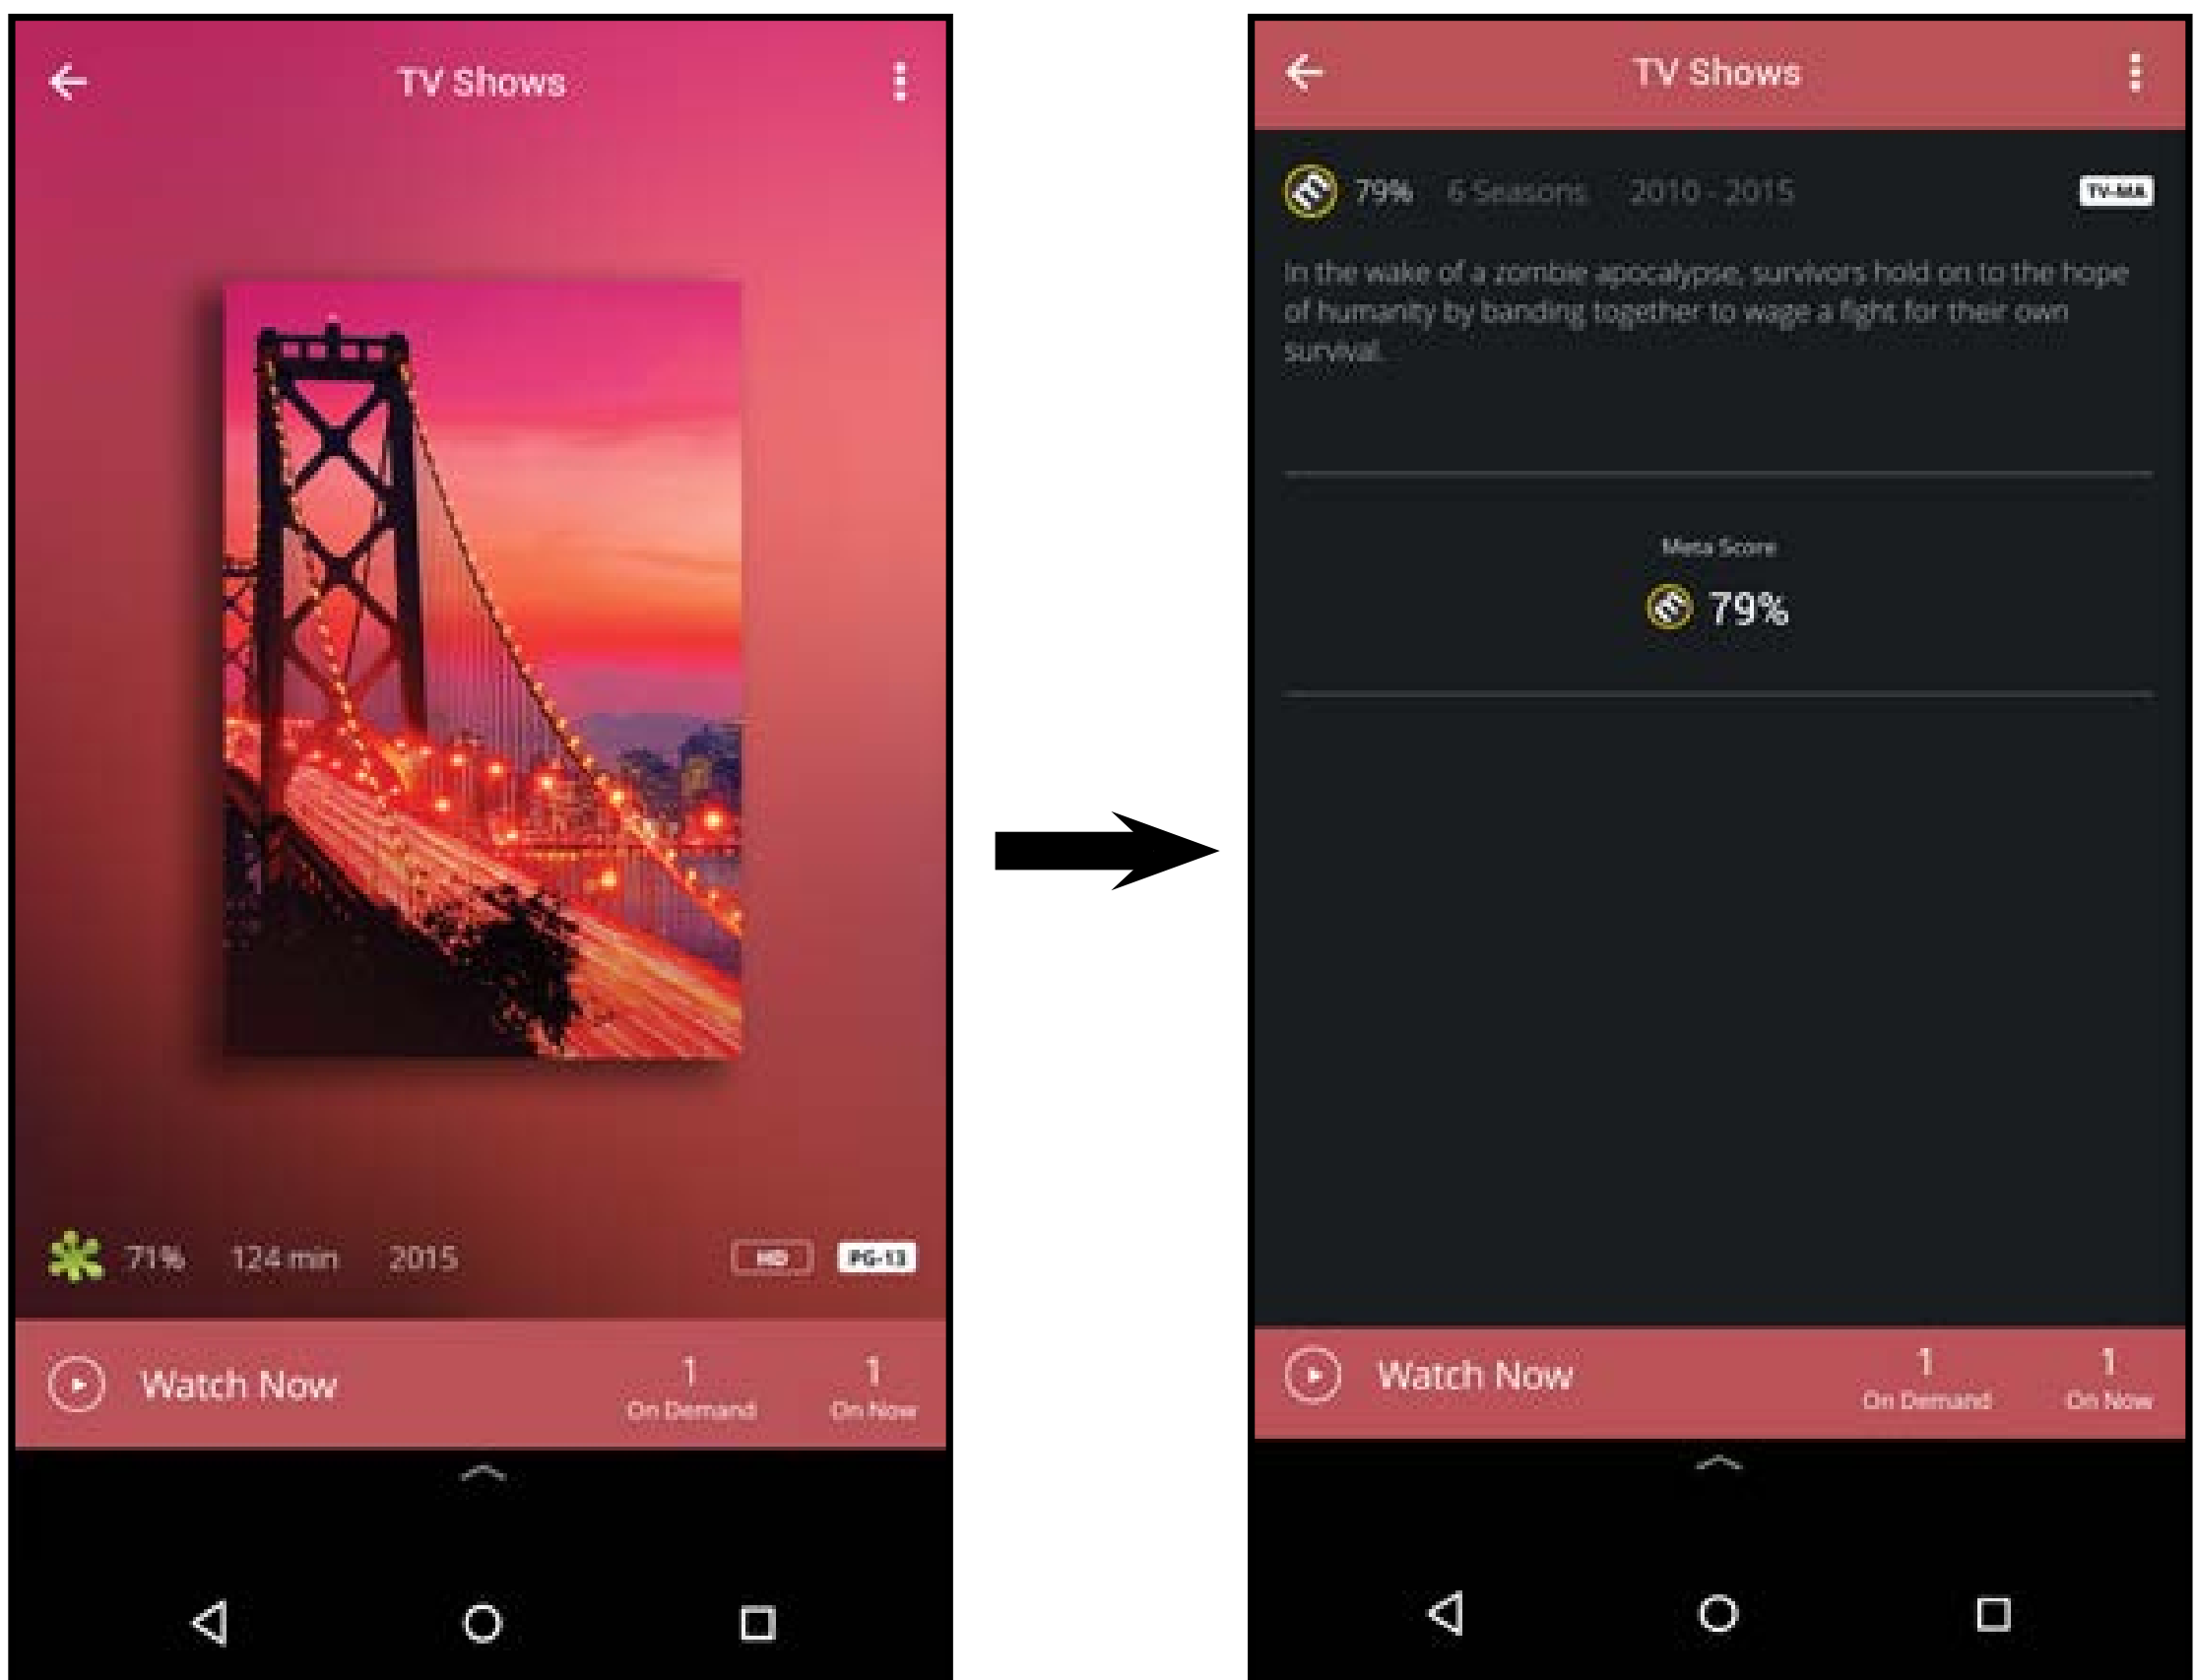 TV Shows
71% 124 min 2015 HD PG-13
Watch Now
1 On Demand
1 On Now
TV Shows
m 79% 6 Seasons 2010 - 2015 TV-MA
In the wake of a zombie apocalypse, survivors hold on to the hope
of humanity by banding together to wage a fight for their own
survival.
Meta Score
m 79%
Watch Now
1 On Demand
1 On Now